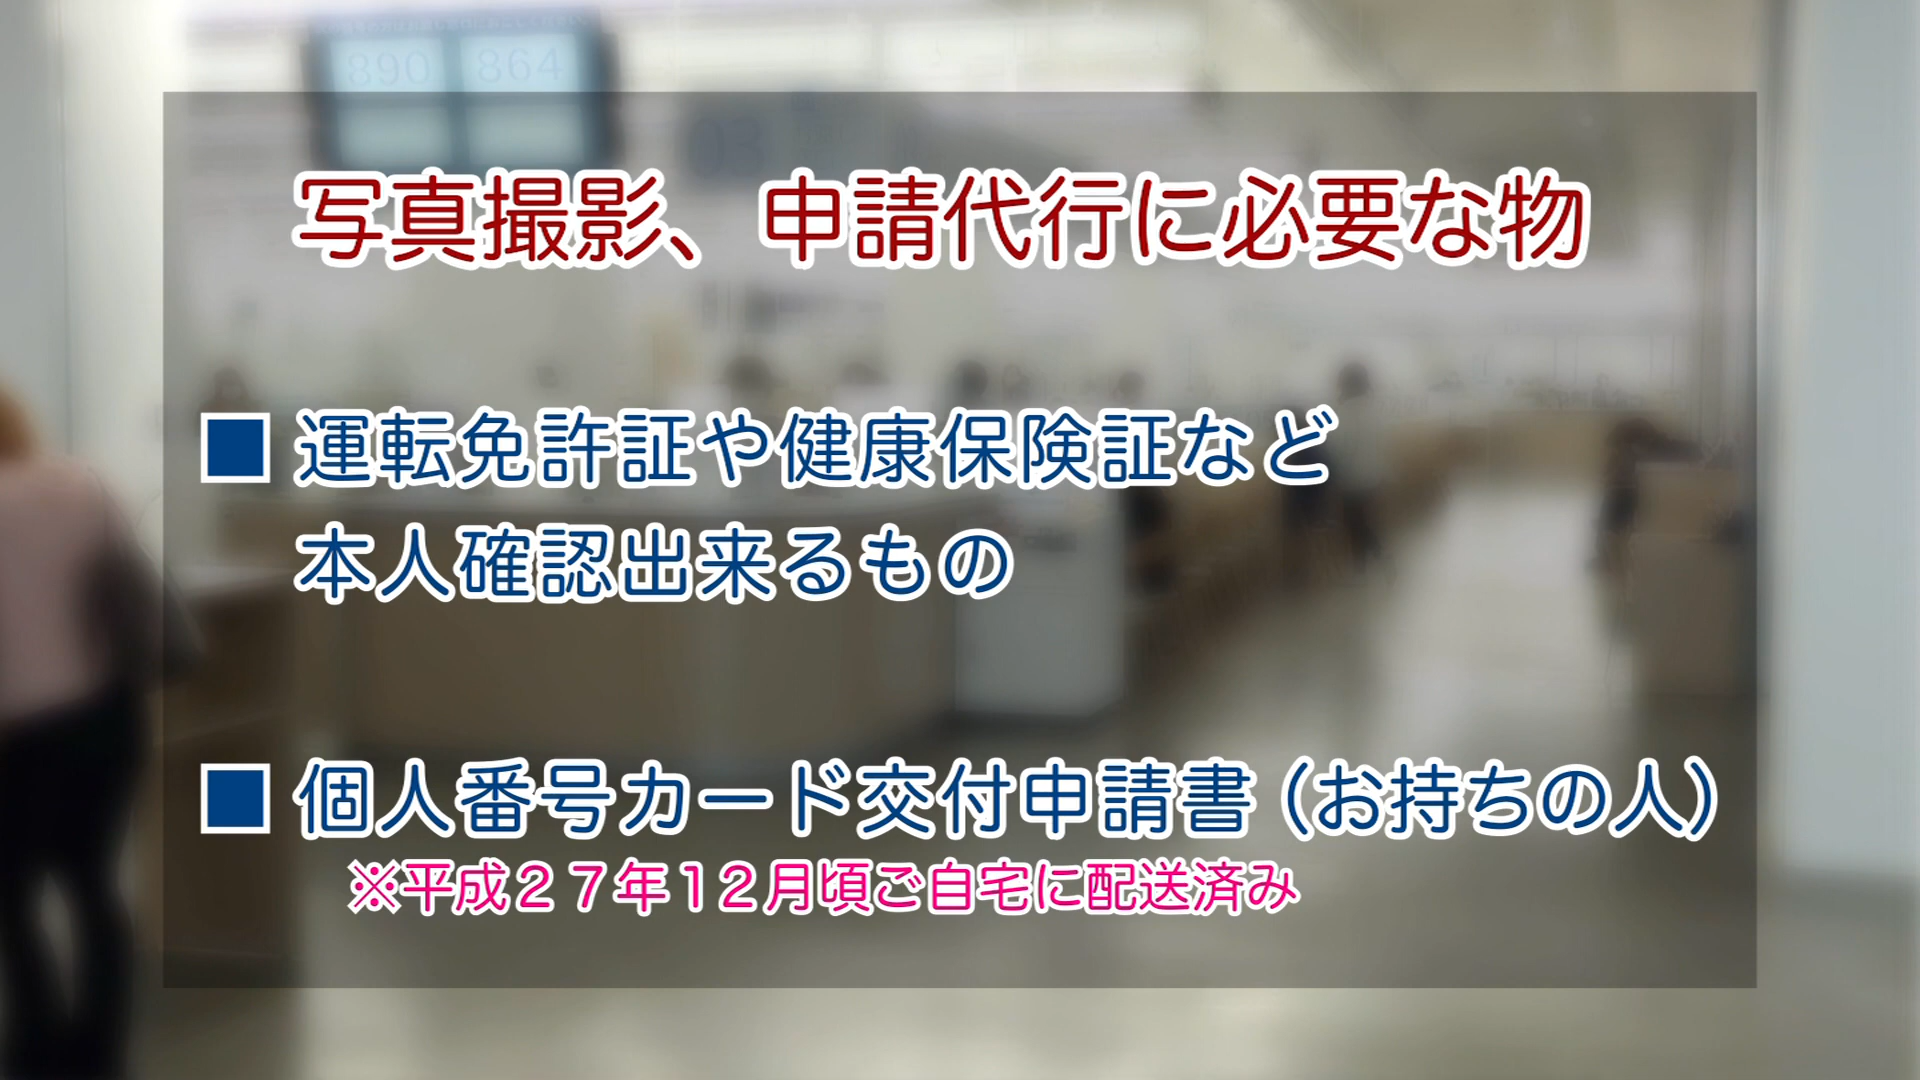 890 864
写真撮影、申請代行に必要な物
■ 運転免許証や健康保険証など
本人確認出来るもの
■ 個人番号カード交付申請書（お持ちの人）
※平成２７年１２月頃ご自宅に配送済み